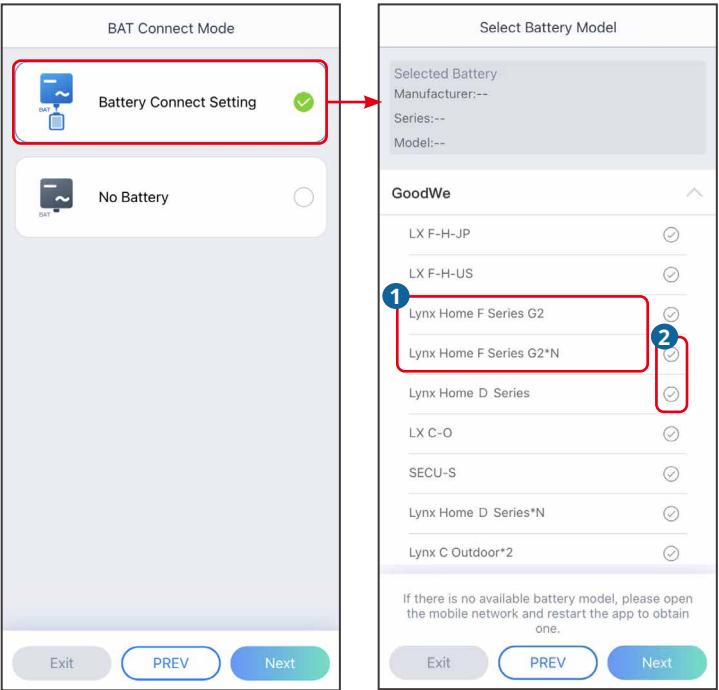 BAT Connect Mode
BAT
Battery Connect Setting
BAT
No Battery
Exit
PREV
Next
Select Battery Model
Selected Battery
Manufacturer:--
Series:--
Model:--
GoodWe
LX F-H-JP
LX F-H-US
1
Lynx Home F Series G2
2
Lynx Home F Series G2*N
Lynx Home D Series
LX C-O
SECU-S
Lynx Home D Series*N
Lynx C Outdoor*2
If there is no available battery model, please open
the mobile network and restart the app to obtain
one.
Exit
PREV
Next